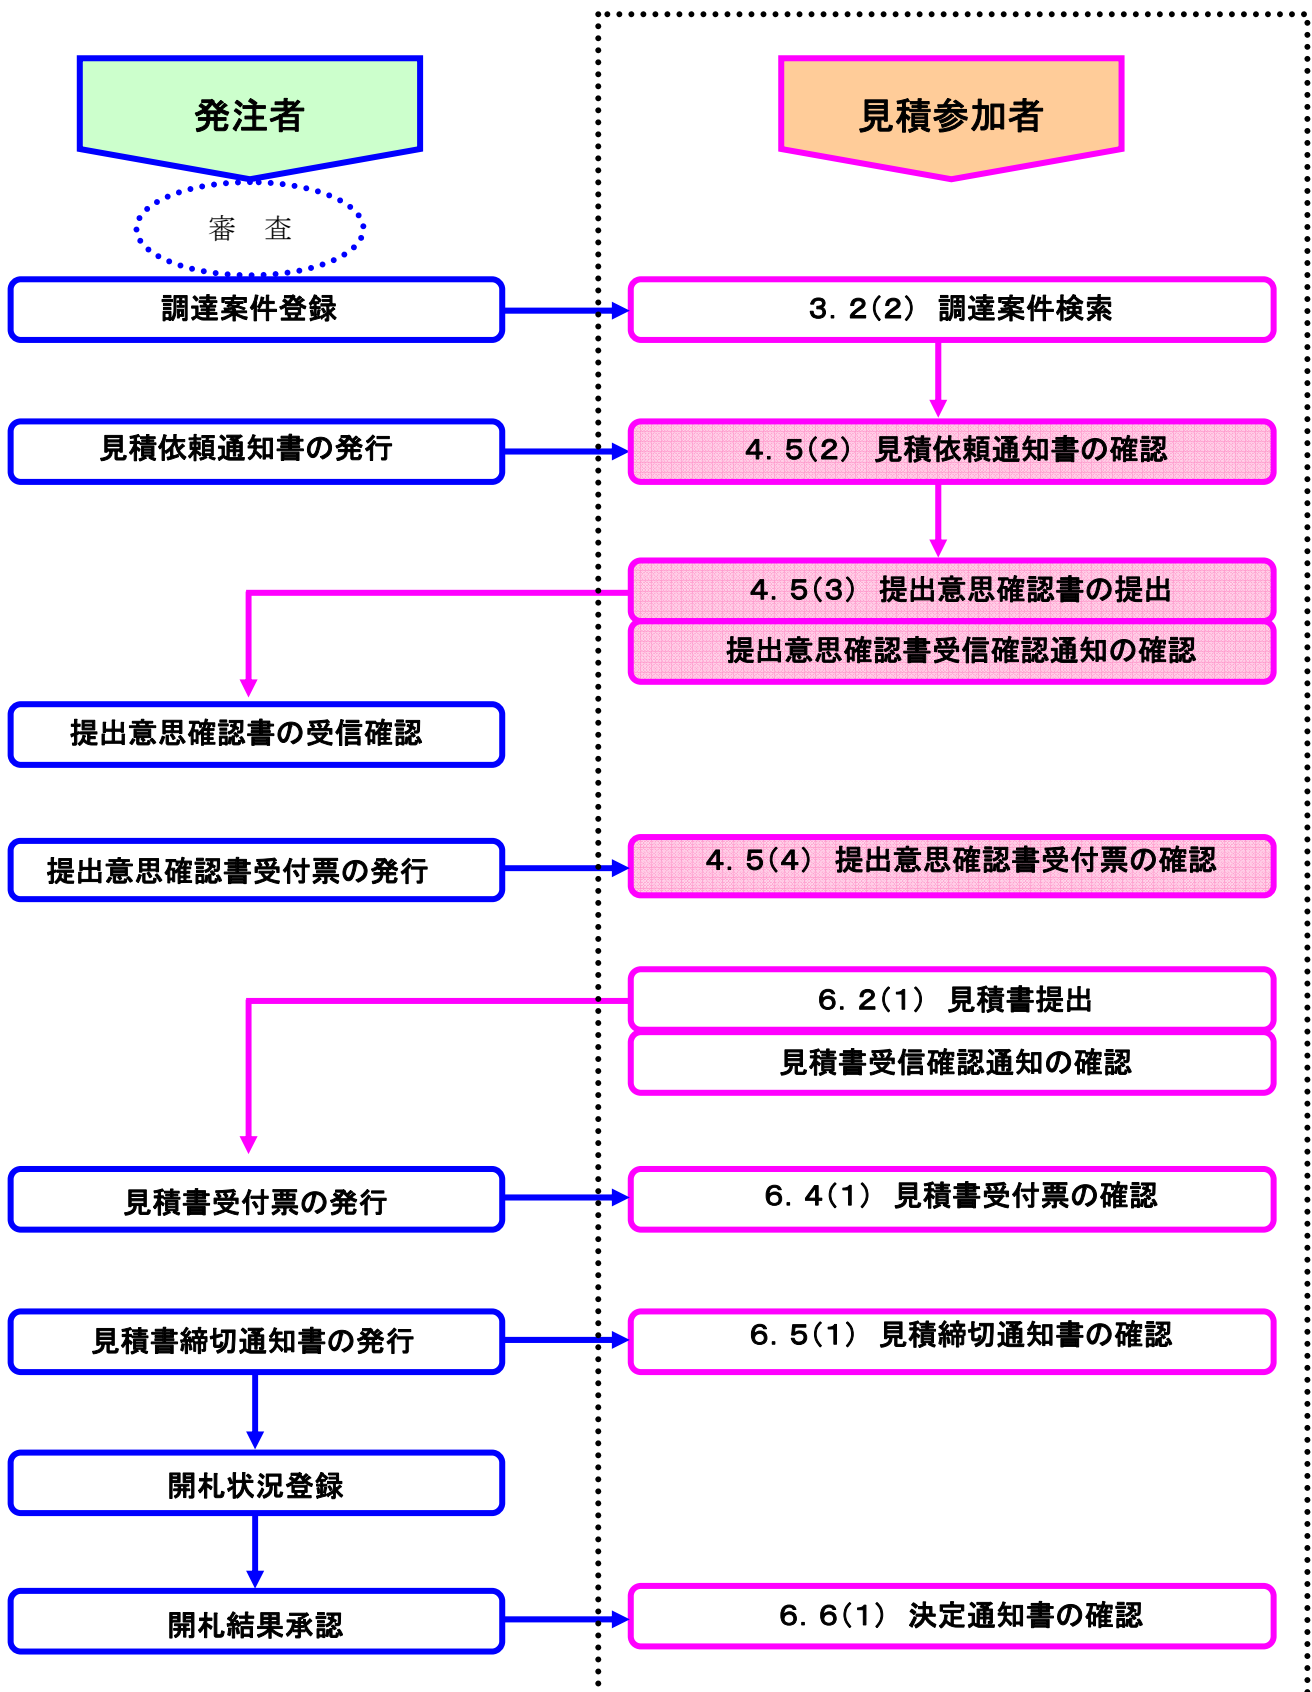 発注者
見積参加者
審　査
調達案件登録
3．2（2） 調達案件検索
見積依頼通知書の発行
4．5（2） 見積依頼通知書の確認
4．5（3） 提出意思確認書の提出
提出意思確認書受信確認通知の確認
提出意思確認書の受信確認
提出意思確認書受付票の発行
4．5（4） 提出意思確認書受付票の確認
6．2（1） 見積書提出
見積書受信確認通知の確認
見積書受付票の発行
6．4（1） 見積書受付票の確認
見積書締切通知書の発行
6．5（1） 見積締切通知書の確認
開札状況登録
開札結果承認
6．6（1） 決定通知書の確認